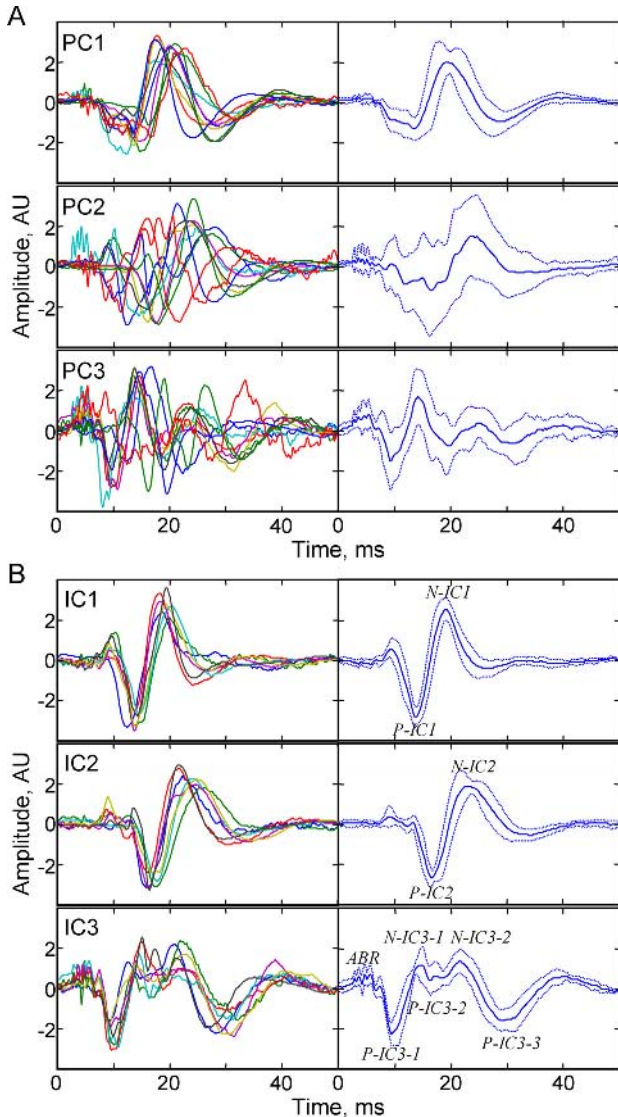 A
PC1
2
0
-2
PC2
2
0
-2
Amplitude, AU
PC3
2
0
-2
0 20 40 0 20 40
Time, ms
B
IC1
N-IC1
2
0
-2
P-IC1
IC2
N-IC2
2
0
-2
Amplitude, AU
P-IC2
IC3
N-IC3-1 N-IC3-2
2
ABR
0
P-IC3-2
-2
P-IC3-1 P-IC3-3
0 20 40 0 20 40
Time, ms